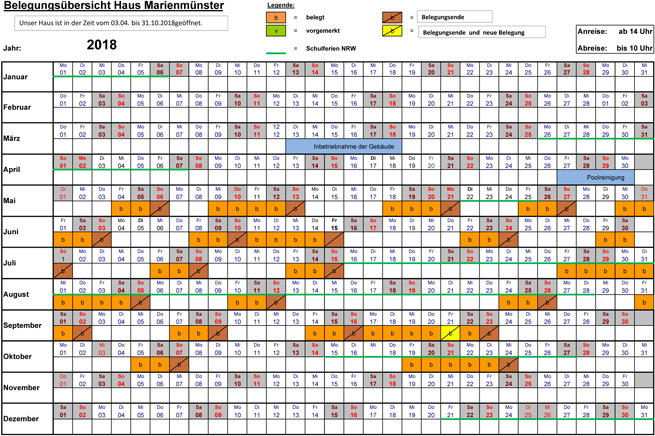 Belegungsübersicht Haus Marienmünster
Unser Haus ist in der Zeit vom 03.04. bis 31.10.2018geöffnet.
Jahr: 2018
Legende:
b = belegt
v = vorgemerkt
= Schulferien NRW
b = Belegungsende
b = Belegungsende und neue Belegung
Anreise: ab 14 Uhr
Abreise: bis 10 Uhr
Mo Di Mi Do Fr Sa So Mo Di Mi Do Fr Sa So Mo Di Mi Do Fr Sa So Mo Di Mi Do Fr Sa So Mo Di Mi
Januar 01 02 03 04 05 06 07 08 09 10 11 12 13 14 15 16 17 18 19 20 21 22 23 24 25 26 27 28 29 30 31
Do Fr Sa So Mo Di Mi Do Fr Sa So 12 Di Mi Do Fr Sa So Mo Di Mi Do Fr Sa So Mo Di Mi Do Fr Sa
Februar 01 02 03 04 05 06 07 08 09 10 11 12 13 14 15 16 17 18 19 20 21 22 23 24 25 26 27 28 01 02 03
Do Fr Sa So Mo Di Mi Do Fr Sa So 12 Di Mi Do Fr Sa So Mo Di Mi Do Fr Sa So Mo Di Mi Do Fr Sa
März 01 02 03 04 05 06 07 08 09 10 11 12 13 14 15 16 17 18 19 20 21 22 23 24 25 26 27 28 29 30 31
Inbetriebnahme der Gebäude
So Mo Di Mi Do Fr Sa So Mo Di Mi Do Fr Sa So Mo Di Mi Do Fr Sa So Mo Di Mi Do Fr Sa So Mo
April 01 02 03 04 05 06 07 08 09 10 11 12 13 14 15 16 17 18 19 20 21 22 23 24 25 26 27 28 29 30
Poolreinigung
Di Mi Do Fr Sa So Mo Di Mi Do Fr Sa So Mo Di Mi Do Fr Sa So Mo Di Mi Do Fr Sa So Mo Di Mi Do
Mai 01 02 03 04 05 06 07 08 09 10 11 12 13 14 15 16 17 18 19 20 21 22 23 24 25 26 27 28 29 30 31
b b b b b b b b b b b b b b b b b b b
Fr Sa So Mo Di Mi Do Fr Sa So Mo Di Mi Do Fr Sa So Mo Di Mi Do Fr Sa So Mo Di Mi Do Fr Sa
Juni 01 02 03 04 05 06 07 08 09 10 11 12 13 14 15 16 17 18 19 20 21 22 23 24 25 26 27 28 29 30
b b b b b b b b b b b b b b b b
So Mo Di Mi Do Fr Sa So Mo Di Mi Do Fr Sa So Mo Di Mi Do Fr Sa So Mo Di Mi Do Fr Sa So Mo Di
Juli 1 02 03 04 05 06 07 08 09 10 11 12 13 14 15 16 17 18 19 20 21 22 23 24 25 26 27 28 29 30 31
b b b b b b b b b b b b
Mi Do Fr Sa So Mo Di Mi Do Fr Sa So Mo Di Mi Do Fr Sa So Mo Di Mi Do Fr Sa So Mo Di Mi Do Fr
August 01 02 03 04 05 06 07 08 09 10 11 12 13 14 15 16 17 18 19 20 21 22 23 24 25 26 27 28 29 30 31
b b b b b b b b b b b b
Sa So Mo Di Mi Do Fr Sa So Mo Di Mi Do Fr Sa So Mo Di Mi Do Fr Sa So Mo Di Mi Do Fr Sa So
September 01 02 03 04 05 06 07 08 09 10 11 12 13 14 15 16 17 18 19 20 21 22 23 24 25 26 27 28 29 30
b b b b b b b b b b b b b b b
Mo Di Mi Do Fr Sa So Mo Di Mi Do Fr Sa So Mo Di Mi Do Fr Sa So Mo Di Mi Do Fr Sa So Mo Di Mi
Oktober 01 02 03 04 05 06 07 08 09 10 11 12 13 14 15 16 17 18 19 20 21 22 23 24 25 26 27 28 29 30 31
b b b b b b b b b
Do Fr Sa So Mo Di Mi Do Fr Sa So Mo Di Mi Do Fr Sa So Mo Di Mi Do Fr Sa So Mo Di Mi Do Fr
November 01 02 03 04 05 06 07 08 09 10 11 12 13 14 15 16 17 18 19 20 21 22 23 24 25 26 27 28 29 30
Sa So Mo Di Mi Do Fr Sa So Mo Di Mi Do Fr Sa So Mo Di Mi Do Fr Sa So Mo Di Mi Do Fr Sa So Mo
Dezember 01 02 03 04 05 06 07 08 09 10 11 12 13 14 15 16 17 18 19 20 21 22 23 24 25 26 27 28 29 30 31